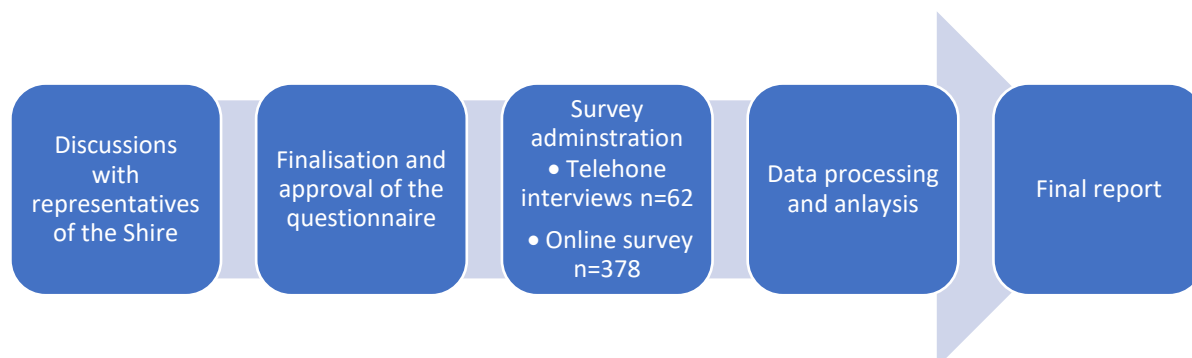 Discussions
with
representatives
of the Shire
Finalisation and
approval of the
questionnaire
Survey
adminstration
• Telehone
interviews n=62
• Online survey
n=378
Data processing
and anlaysis
Final report